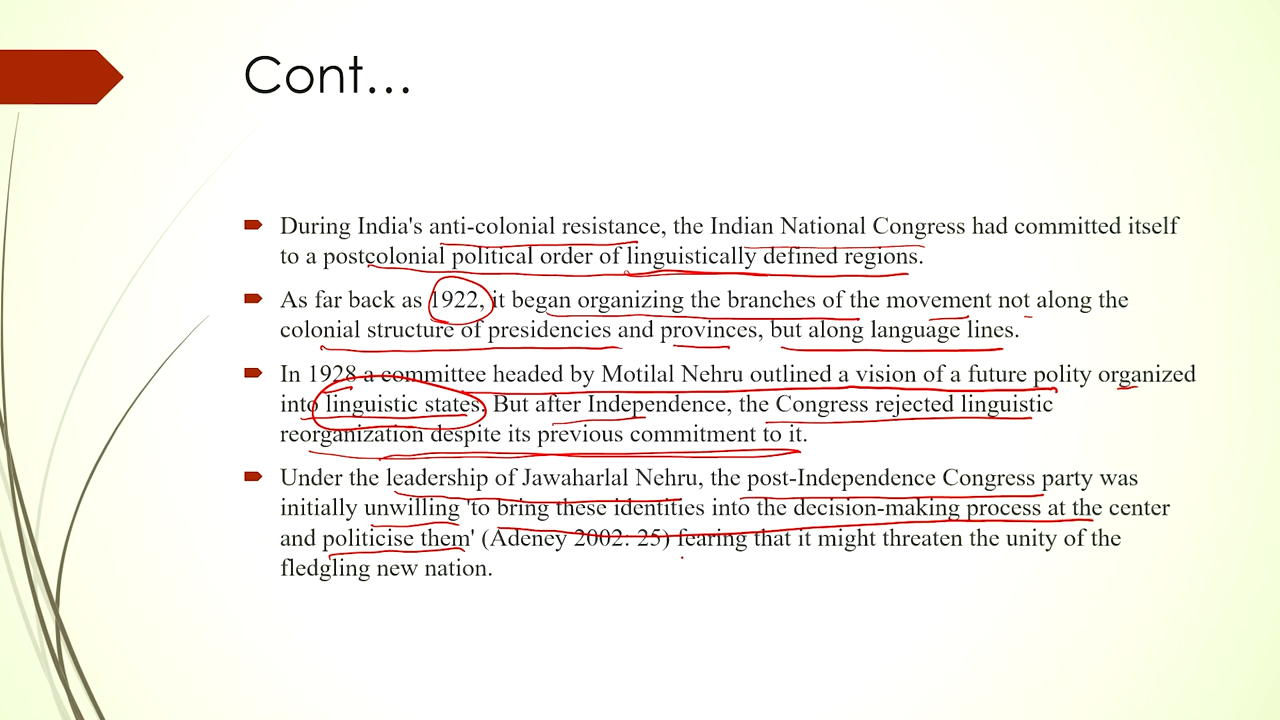 Cont…
During India's anti-colonial resistance, the Indian National Congress had committed itself
to a postcolonial political order of linguistically defined regions.
As far back as 1922, it began organizing the branches of the movement not along the
colonial structure of presidencies and provinces, but along language lines.
In 1928 a committee headed by Motilal Nehru outlined a vision of a future polity organized
into linguistic states. But after Independence, the Congress rejected linguistic
reorganization despite its previous commitment to it.
Under the leadership of Jawaharlal Nehru, the post-Independence Congress party was
initially unwilling 'to bring these identities into the decision-making process at the center
and politicise them' (Adeney 2002: 25) fearing that it might threaten the unity of the
fledgling new nation.